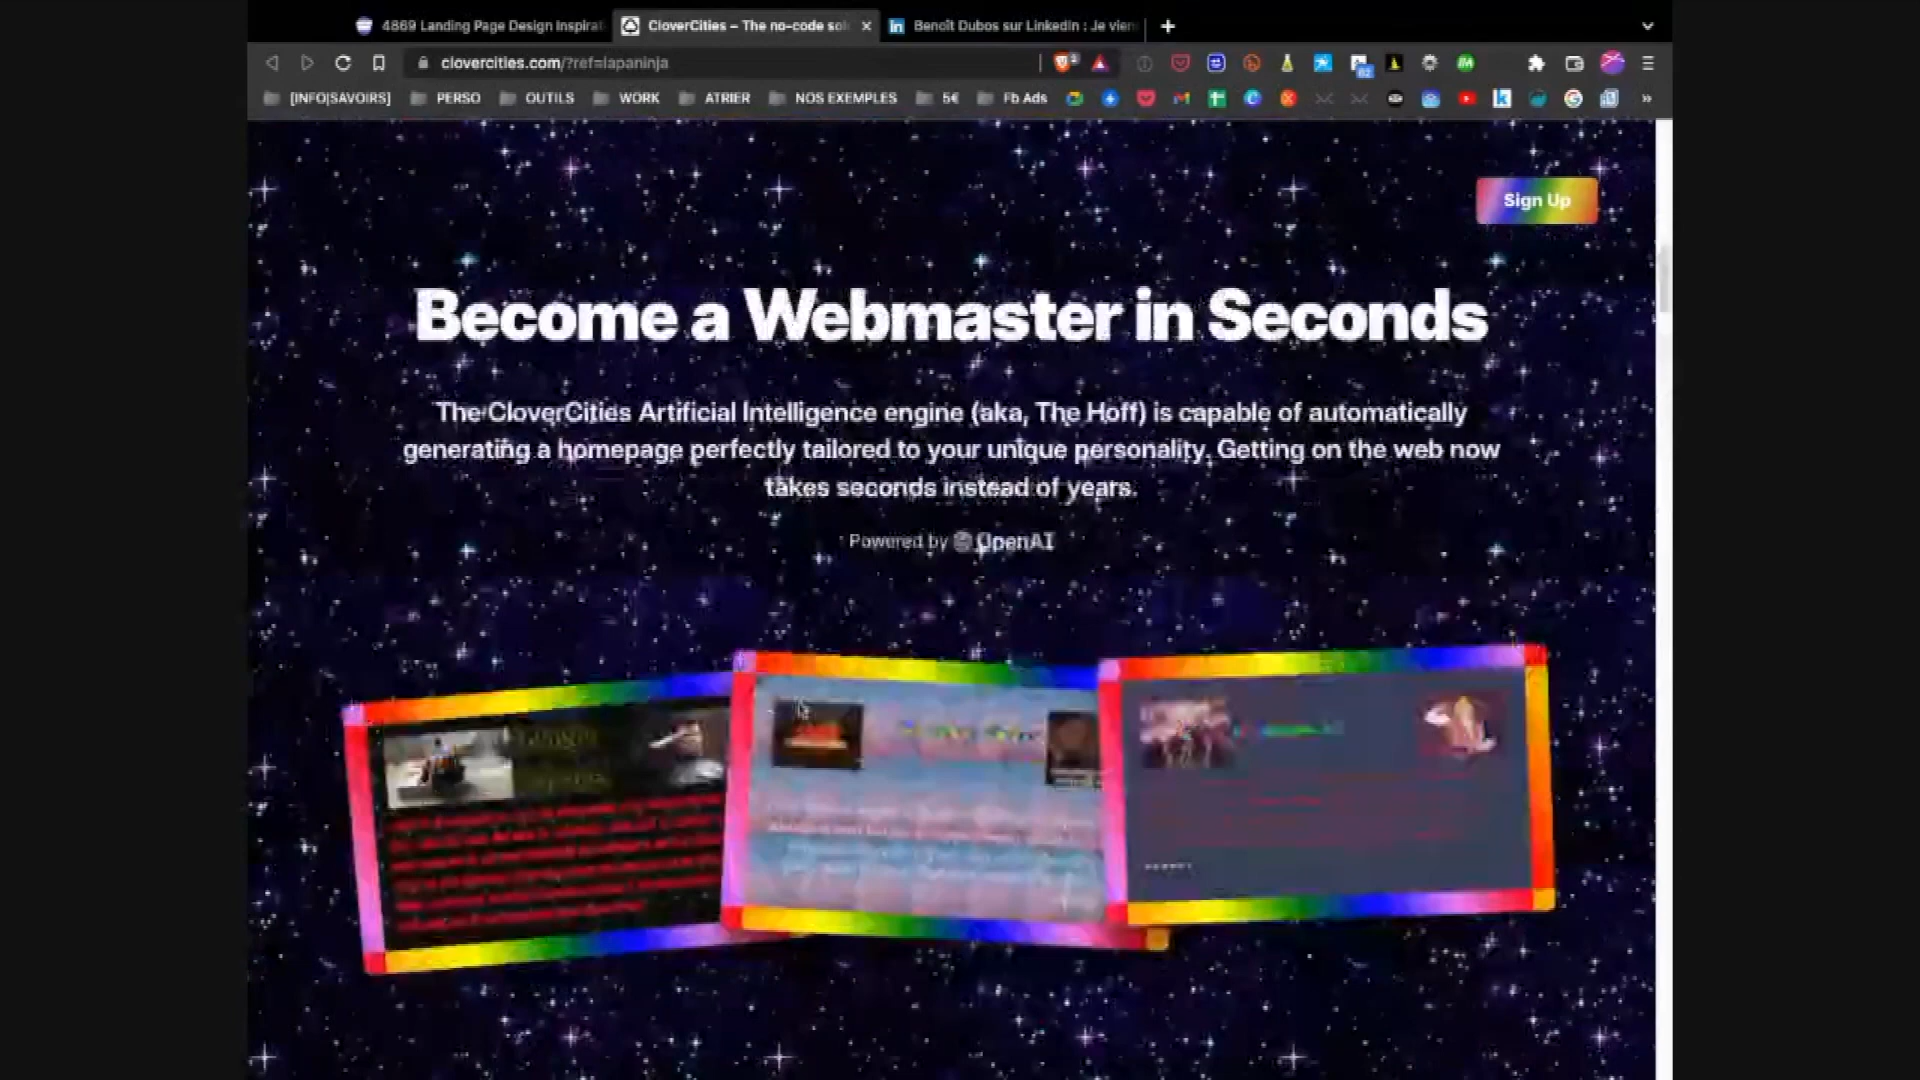 4869 Landing Page Design Inspirat
CloverCities – The no-code sol
Benoît Dubos sur LinkedIn : Je vien
clovercities.com/?ref=lapaninja
[INFO|SAVOIRS]
PERSO
OUTILS
WORK
ATRIER
NOS EXEMPLES
5€
Fb Ads
Sign Up
Become a Webmaster in Seconds
The CloverCities Artificial Intelligence engine (aka, The Hoff) is capable of automatically
generating a homepage perfectly tailored to your unique personality. Getting on the web now
takes seconds instead of years.
Powered by OpenAI